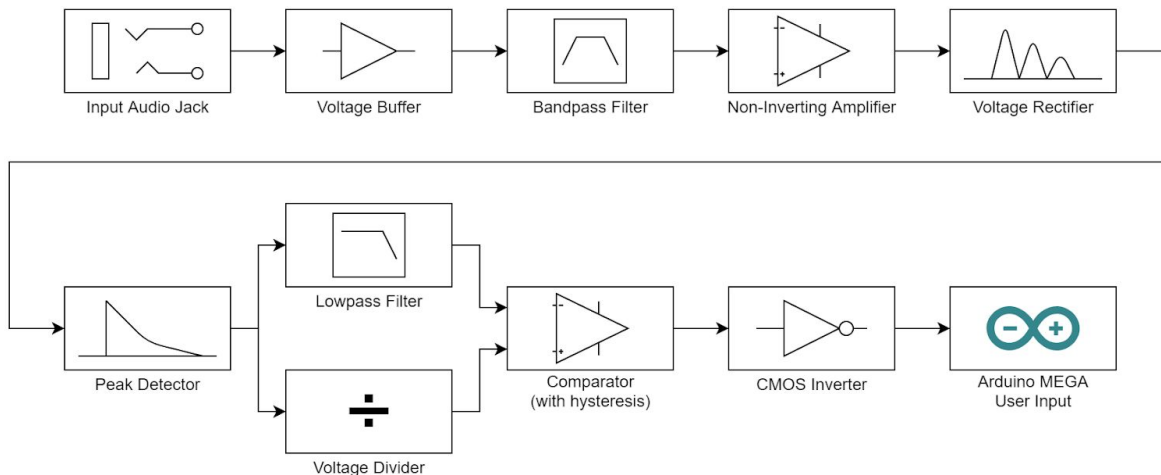 Input Audio Jack
Voltage Buffer
Bandpass Filter
Non-Inverting Amplifier
Voltage Rectifier
Peak Detector
Lowpass Filter
Voltage Divider
Comparator
(with hysteresis)
CMOS Inverter
Arduino MEGA
User Input